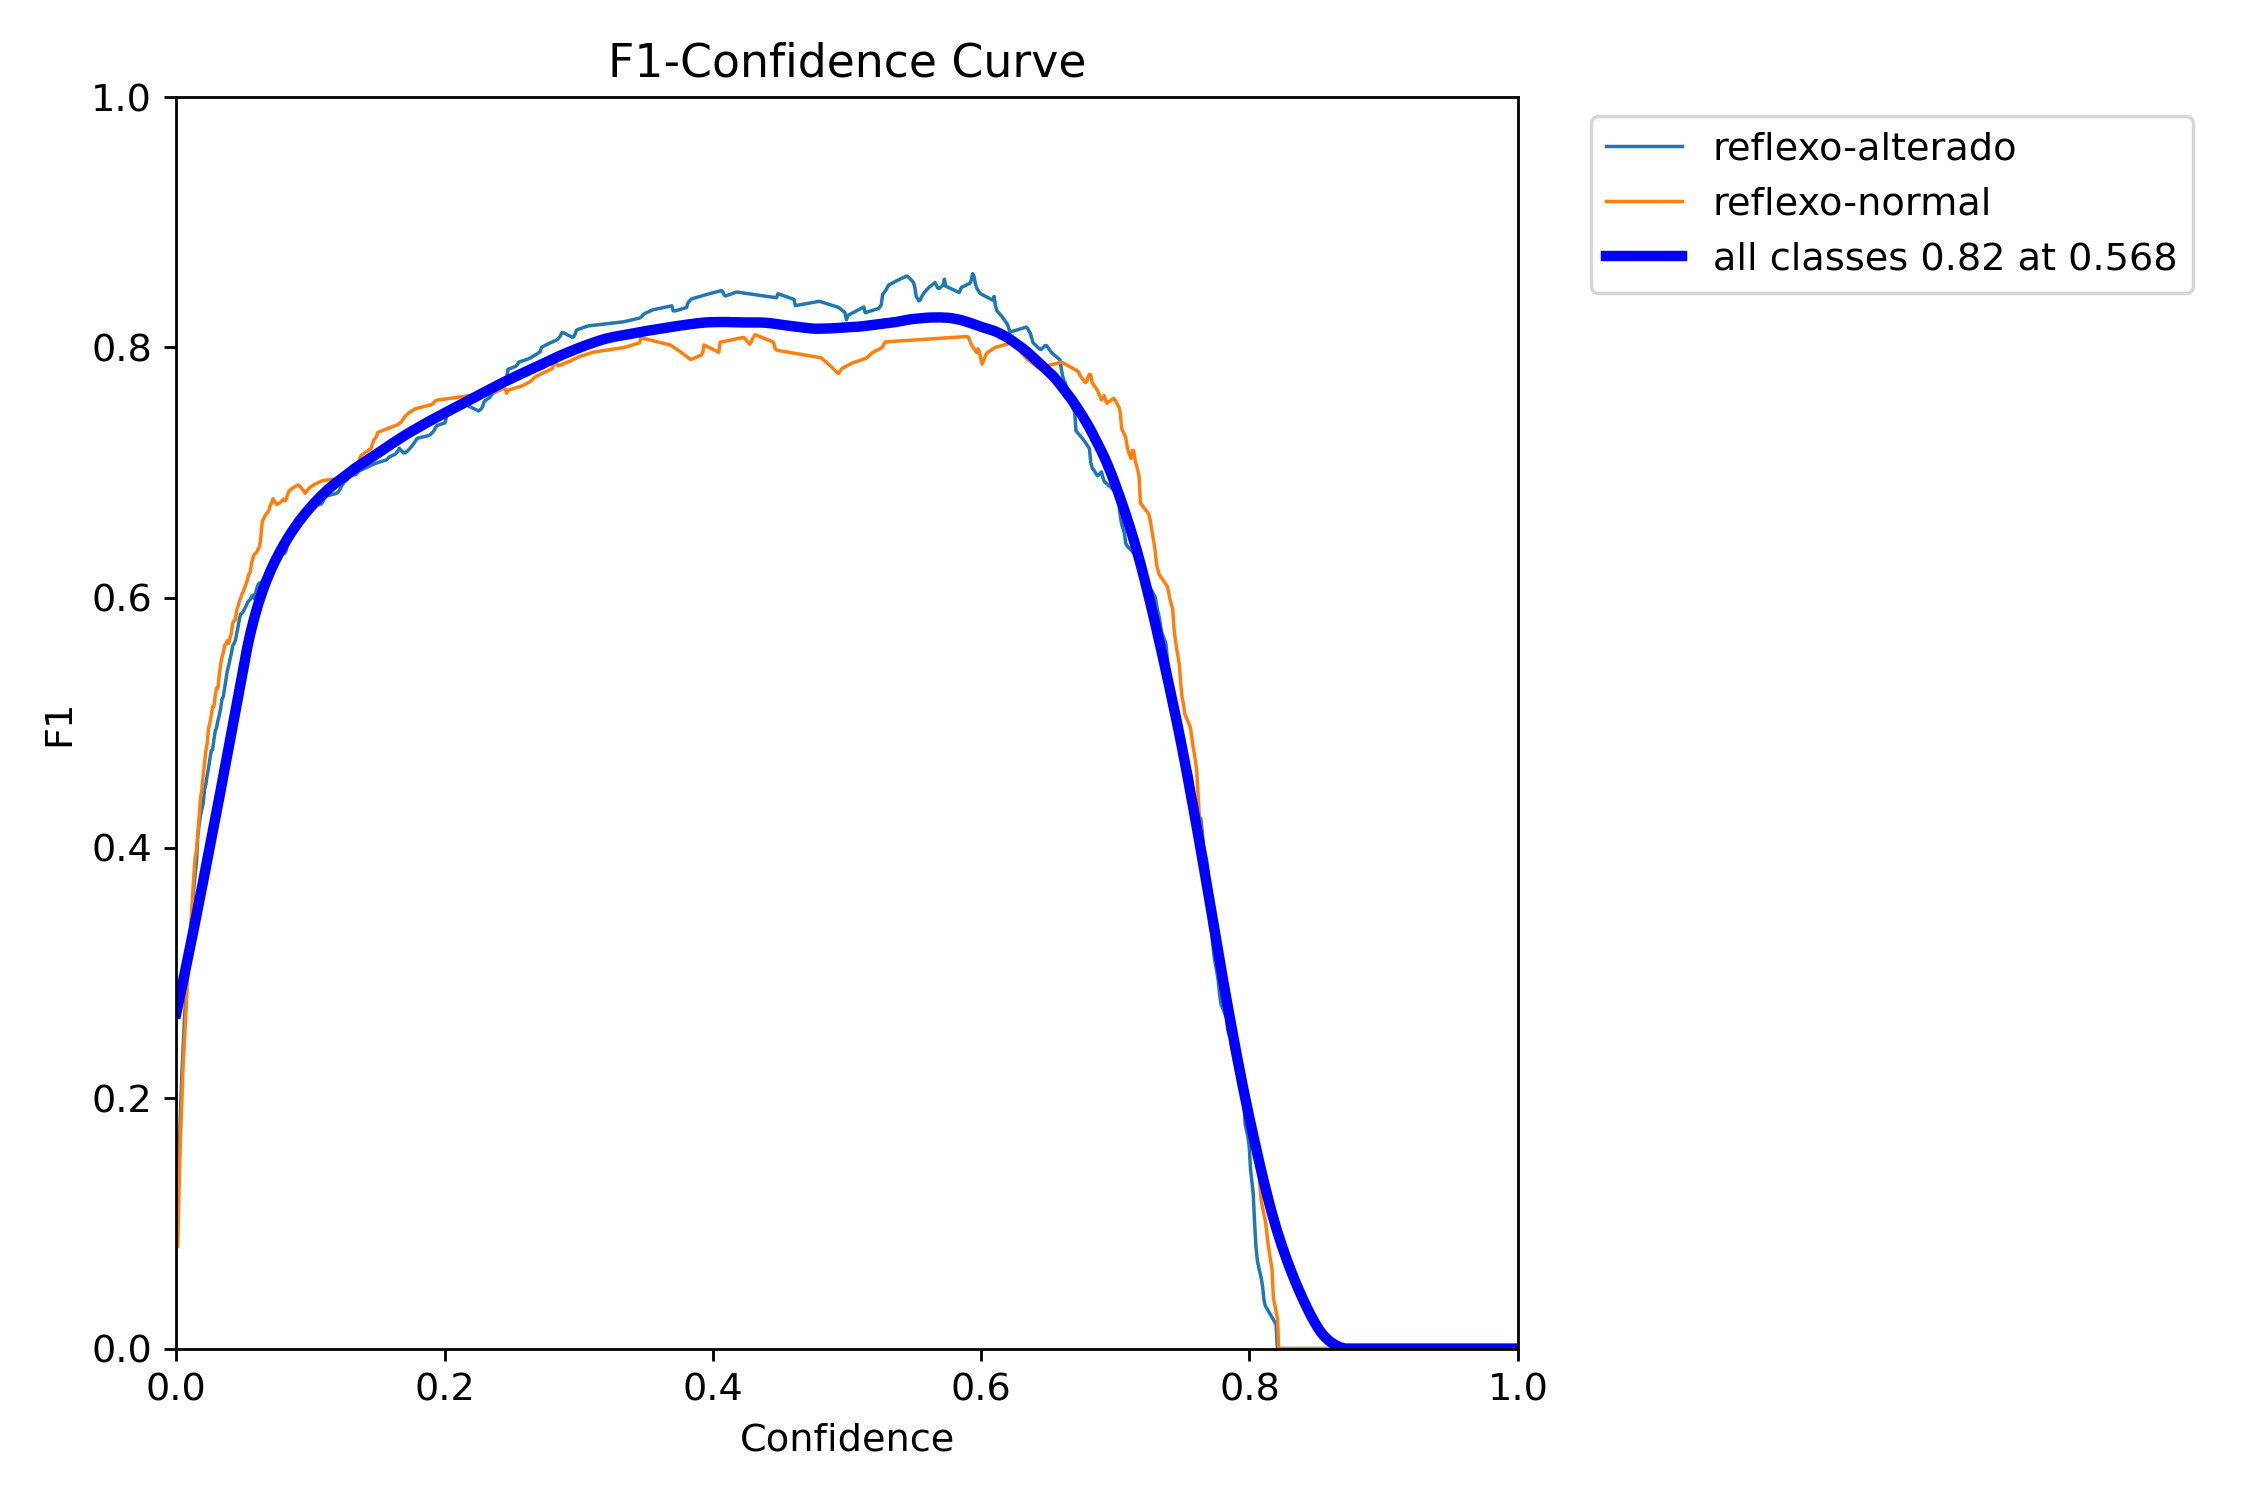 F1-Confidence Curve
1.0
0.8
0.6
0.4
0.2
0.0
F1
0.0 0.2 0.4 0.6 0.8 1.0
Confidence
reflexo-alterado
reflexo-normal
all classes 0.82 at 0.568